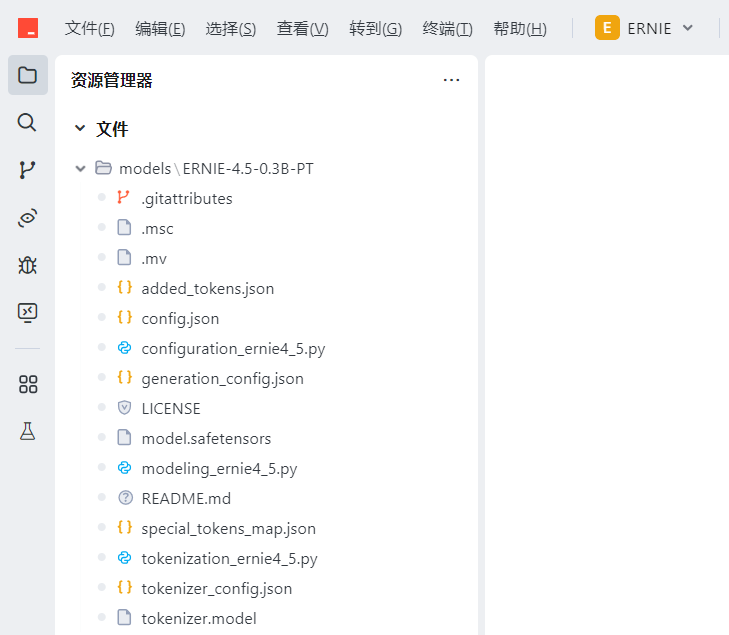 文件(F) 编辑(E) 选择(S) 查看(V) 转到(G) 终端(T) 帮助(H) E ERNIE
资源管理器 ...
文件
models\ERNIE-4.5-0.3B-PT
.gitattributes
.msc
.mv
added_tokens.json
config.json
configuration_ernie4_5.py
generation_config.json
LICENSE
model.safetensors
modeling_ernie4_5.py
README.md
special_tokens_map.json
tokenization_ernie4_5.py
tokenizer_config.json
tokenizer.model